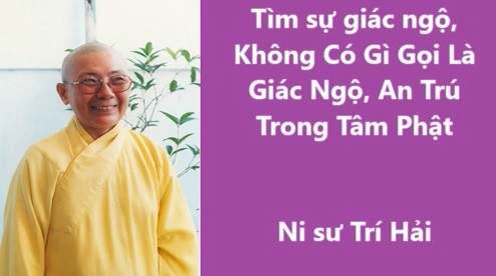 Tìm sự giác ngộ,
Không Có Gì Gọi Là
Giác Ngộ, An Trú
Trong Tâm Phật
Ni sư Trí Hải